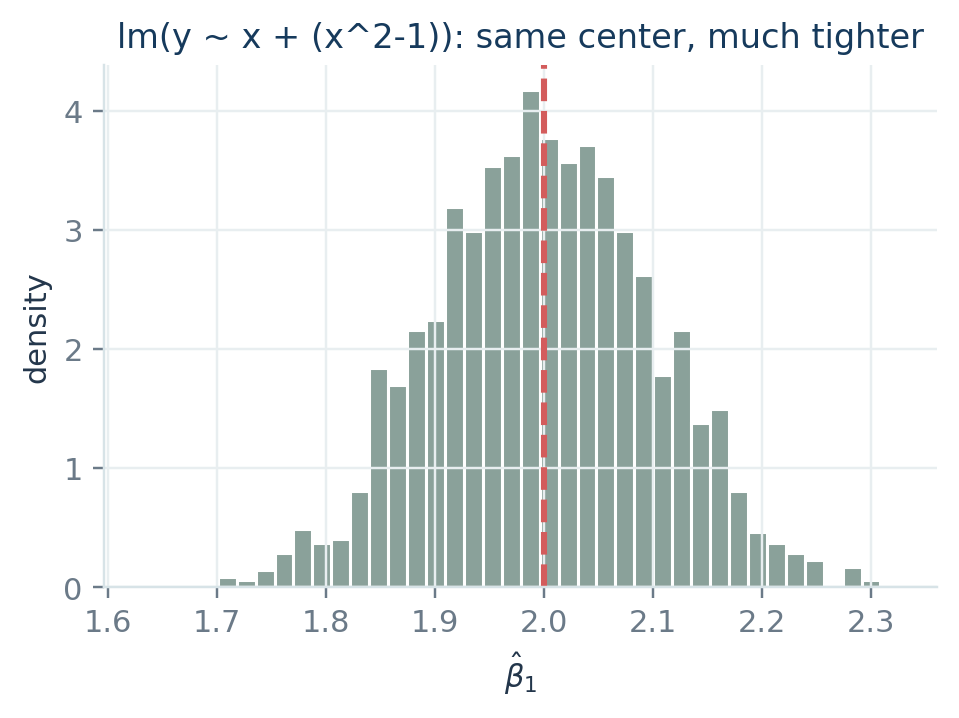 lm(y ~ x + (x^2-1)): same center, much tighter
density
4
3
2
1
0
1.6 1.7 1.8 1.9 2.0 2.1 2.2 2.3
β̂₁